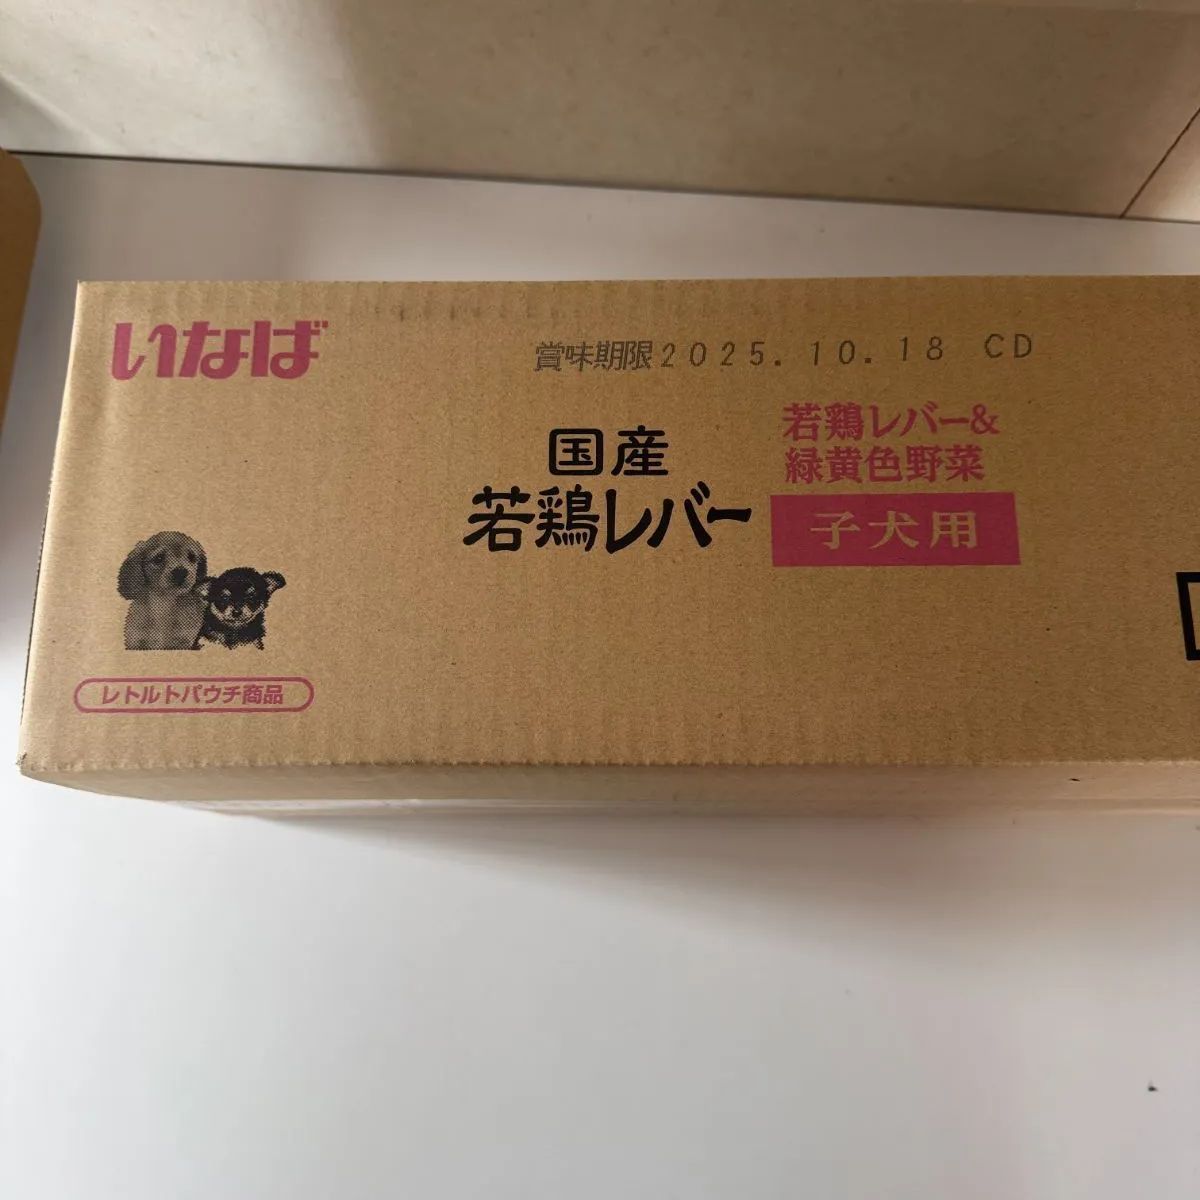 いなば
賞味期限2025.10.18 CD
国産
若鶏レバー
若鶏レバー&
緑黄色野菜
子犬用
レトルトパウチ商品